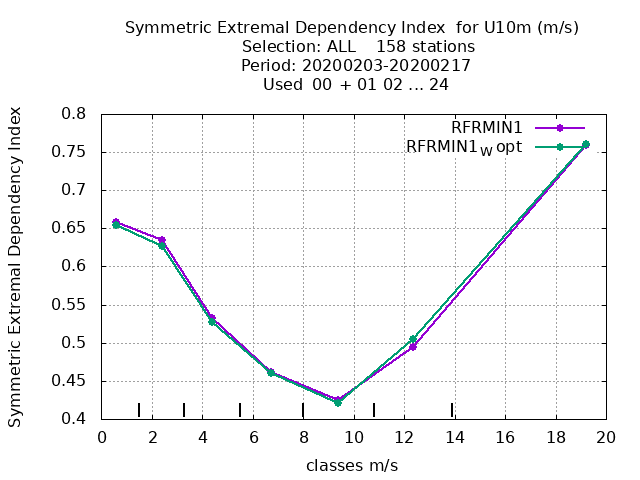 Symmetric Extremal Dependency Index for U10m (m/s)
Selection: ALL 158 stations
Period: 20200203-20200217
Used 00 + 01 02 ... 24
Symmetric Extremal Dependency Index
0.8
0.75
0.7
0.65
0.6
0.55
0.5
0.45
0.4
RFRMIN1
RFRMIN1W opt
0 2 4 6 8 10 12 14 16 18 20
classes m/s